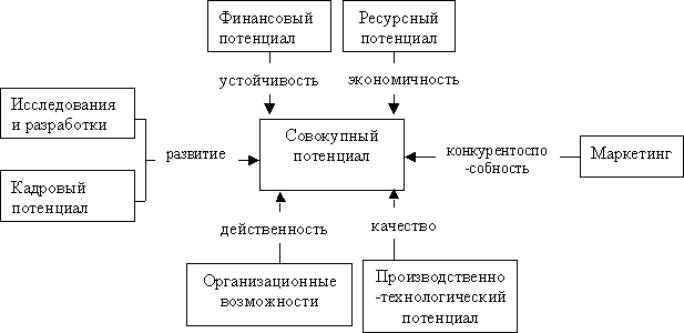 Финансовый
потенциал
Ресурсный
потенциал
устойчивость
экономичность
Исследования
и разработки
Совокупный
потенциал
развитие
конкурентоспо
-собность
Маркетинг
Кадровый
потенциал
действенность
качество
Организационные
возможности
Производственно
-технологический
потенциал